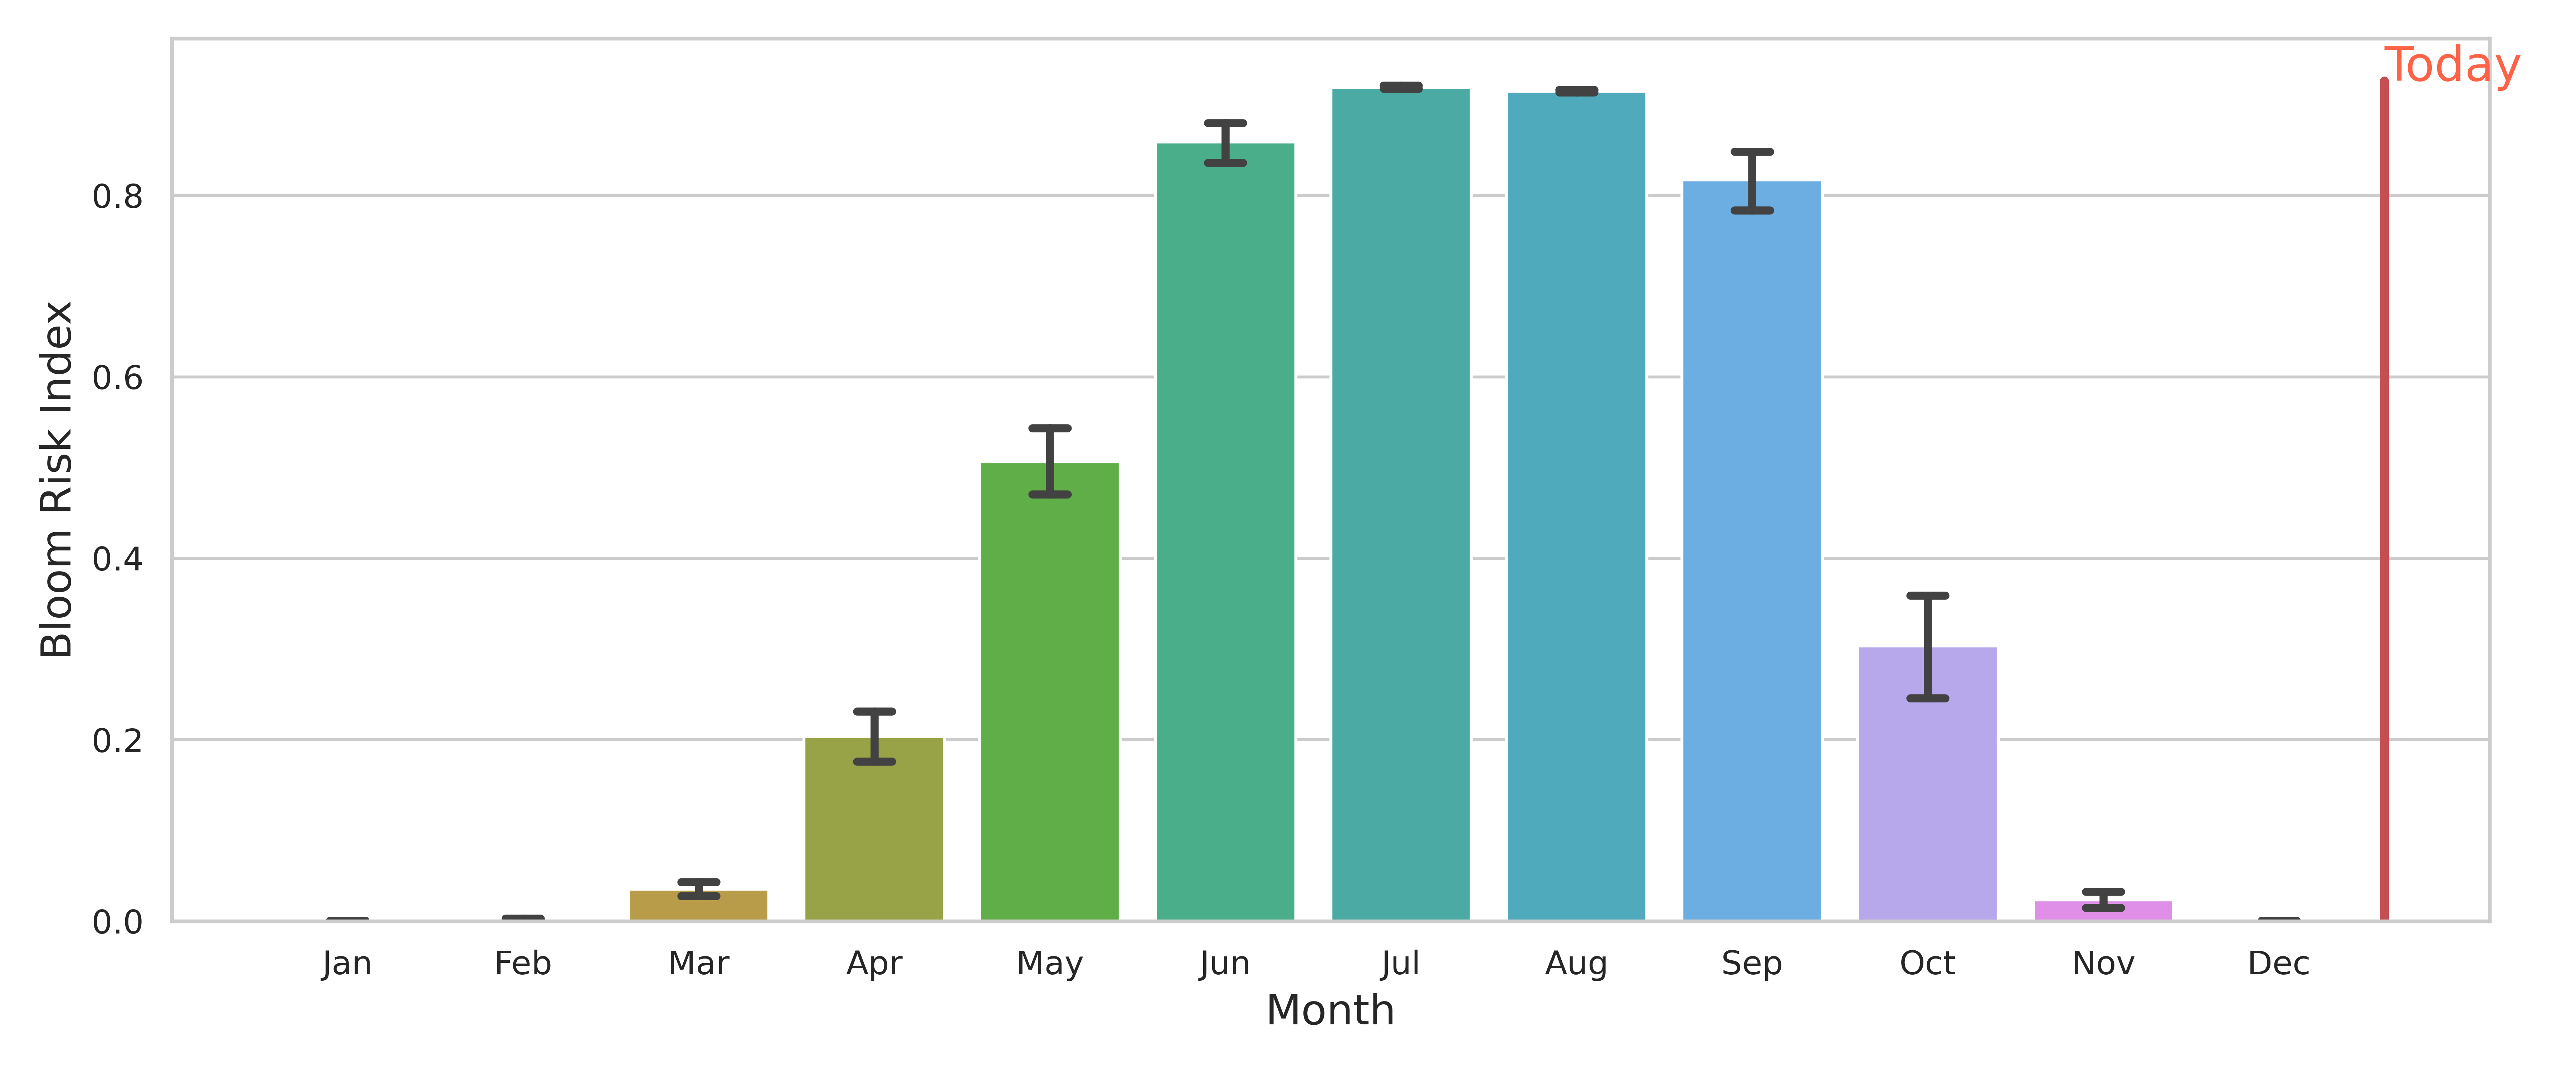 Today
Bloom Risk Index
0.8
0.6
0.4
0.2
0.0
Jan Feb Mar Apr May Jun Jul Aug Sep Oct Nov Dec
Month